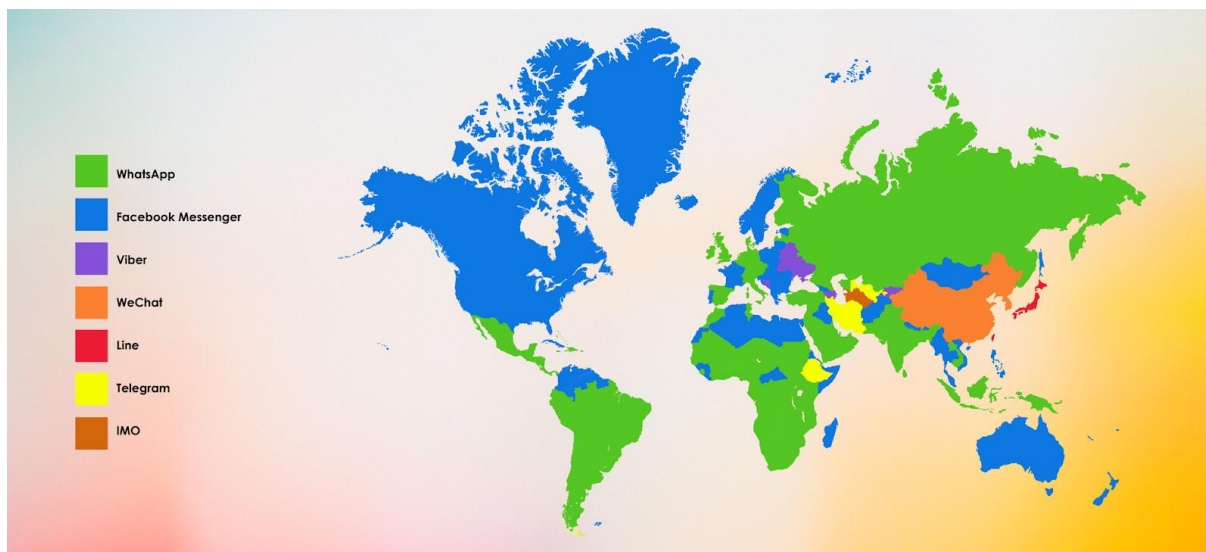 WhatsApp
Facebook Messenger
Viber
WeChat
Line
Telegram
IMO